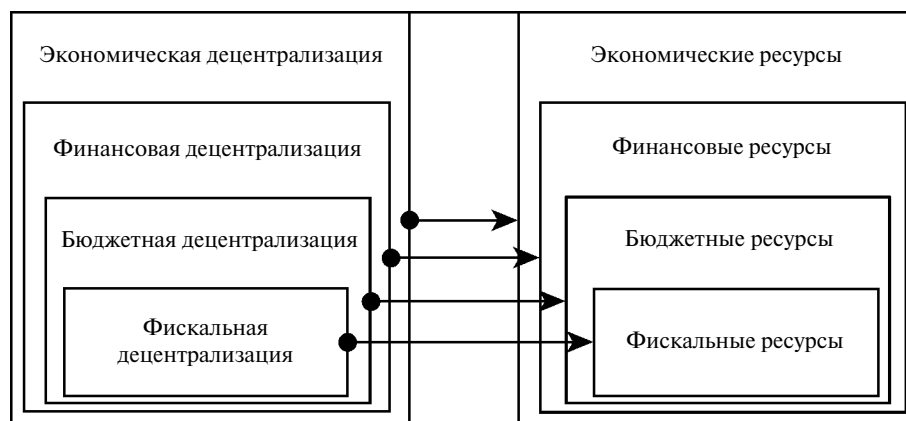 Экономическая децентрализация
Финансовая децентрализация
Бюджетная децентрализация
Фискальная
децентрализация
Экономические ресурсы
Финансовые ресурсы
Бюджетные ресурсы
Фискальные ресурсы